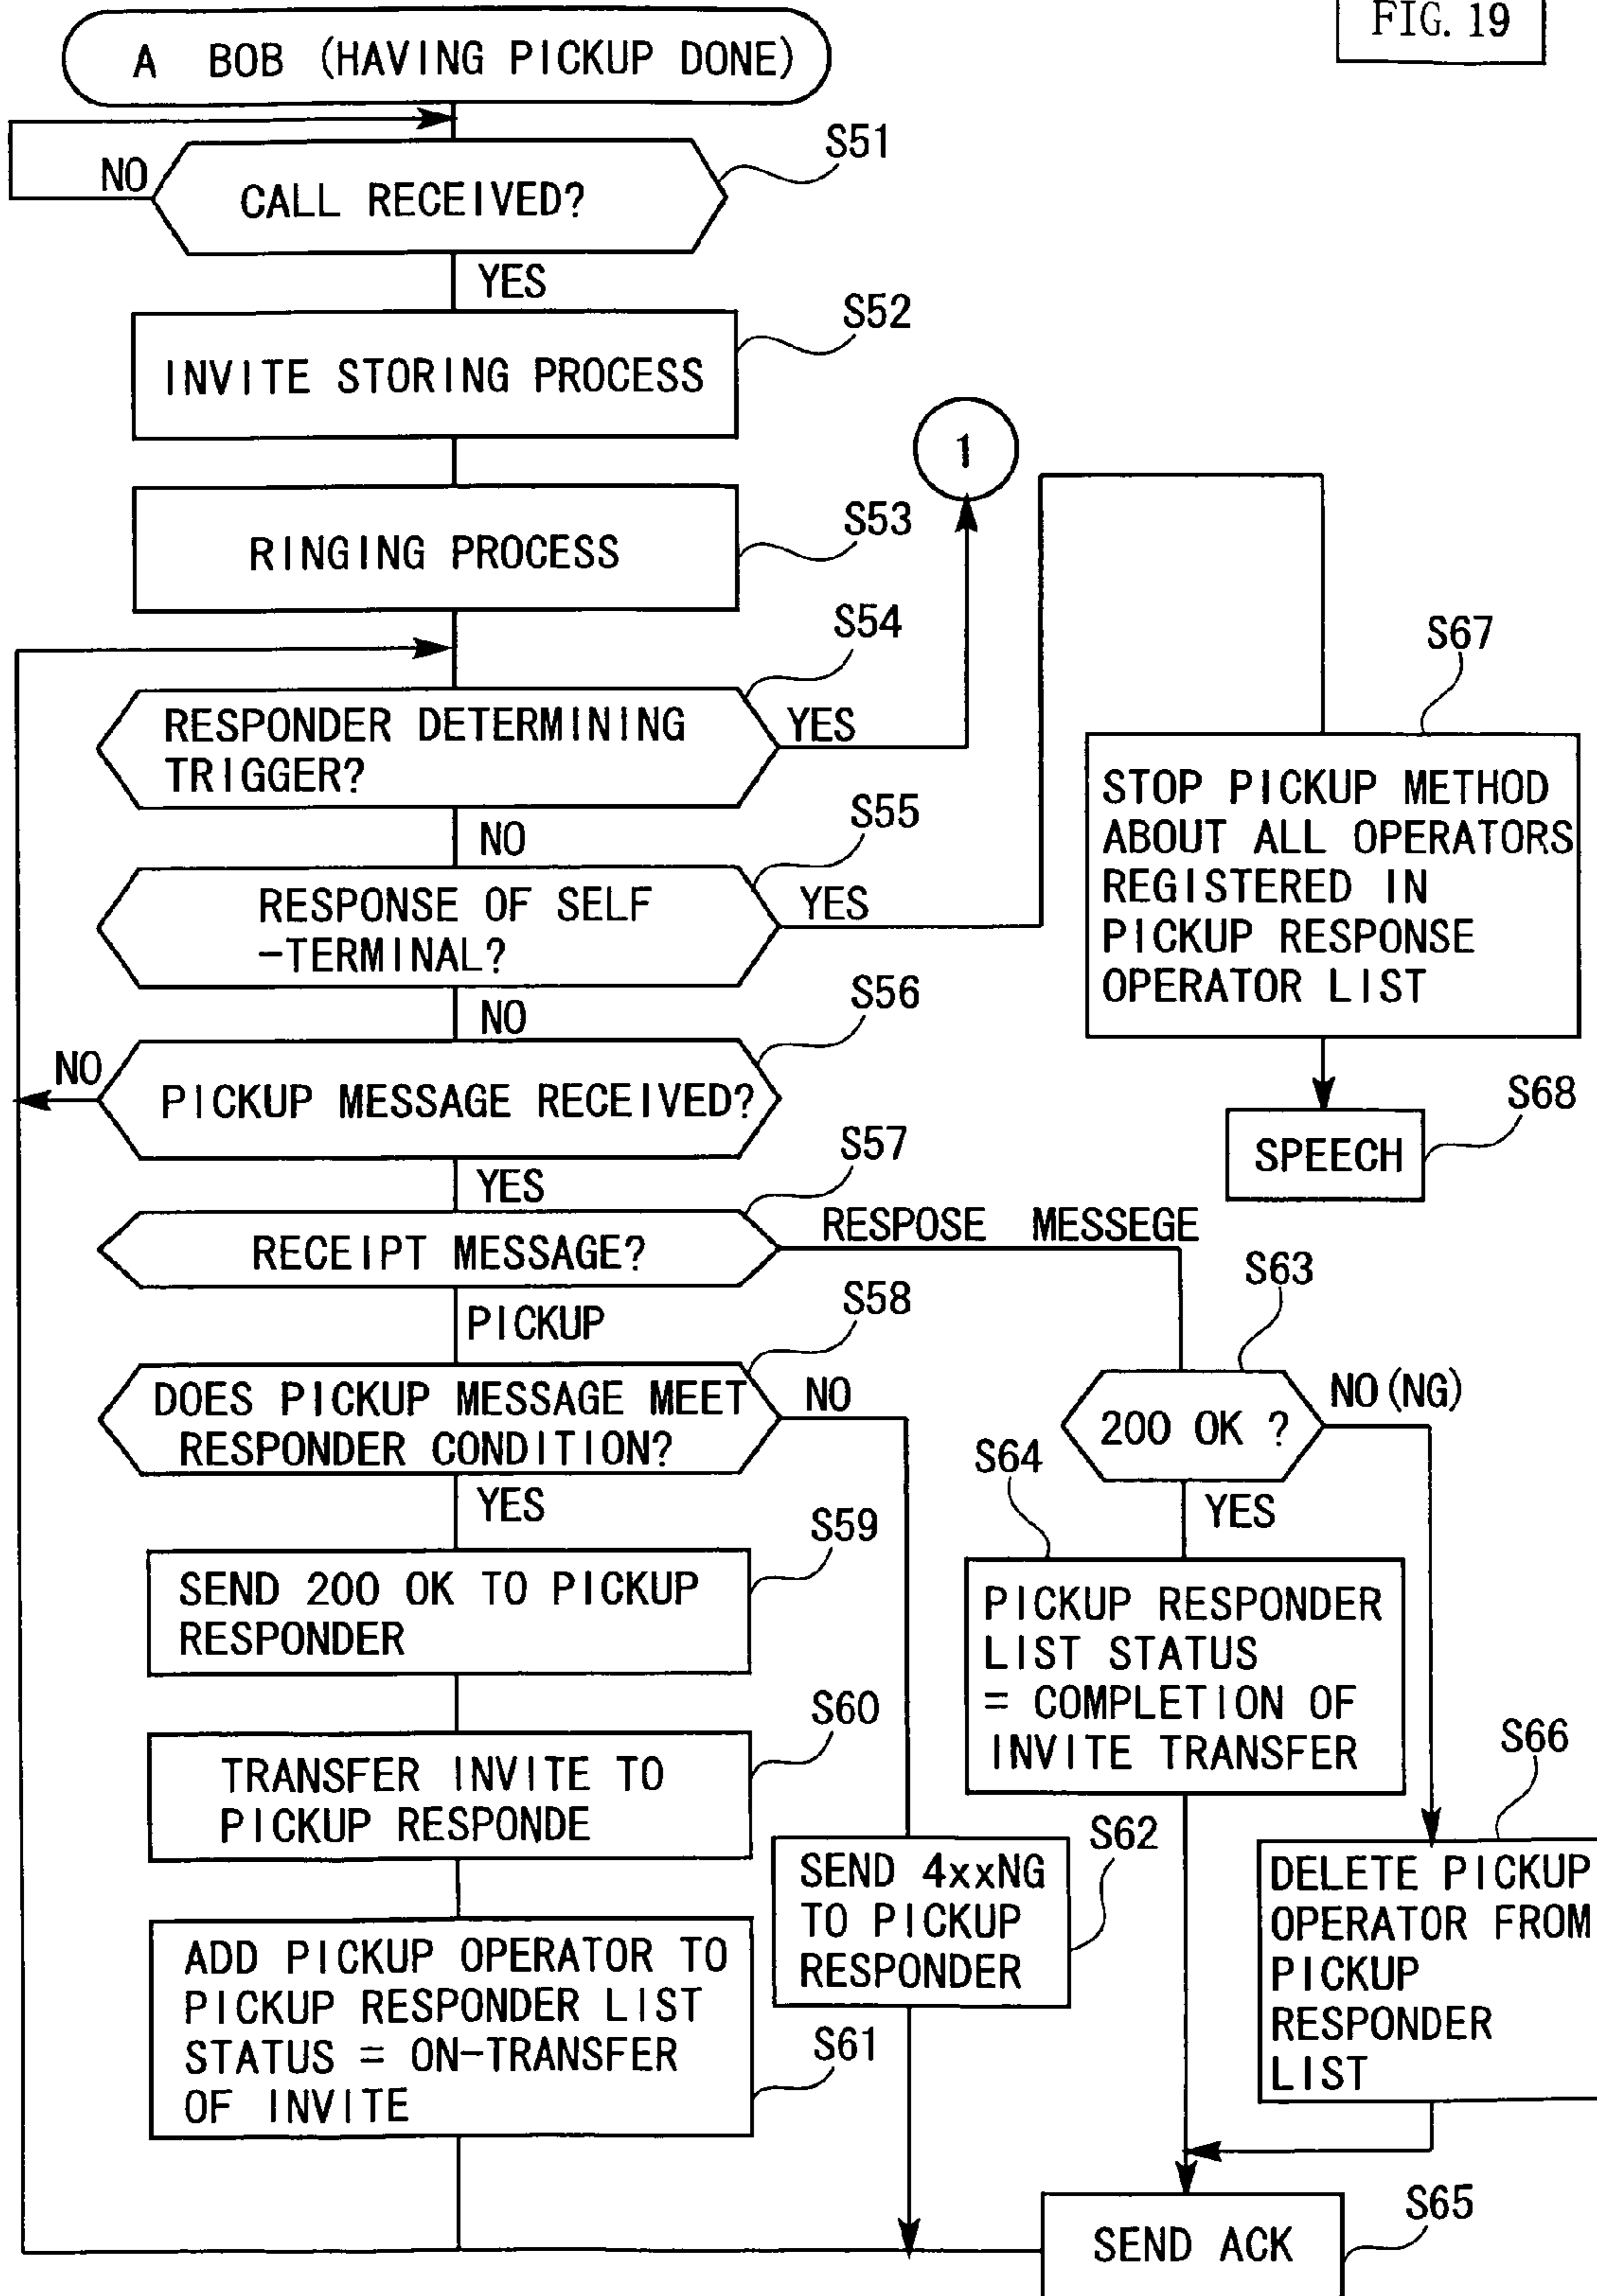 FIG. 19
A BOB (HAVING PICKUP DONE)
S51
NO
CALL RECEIVED?
YES
S52
INVITE STORING PROCESS
1
S53
RINGING PROCESS
S54
RESPONDER DETERMINING
TRIGGER?
YES
NO
S55
RESPONSE OF SELF
-TERMINAL?
YES
NO
S67
STOP PICKUP METHOD
ABOUT ALL OPERATORS
REGISTERED IN
PICKUP RESPONSE
OPERATOR LIST
S68
SPEECH
S56
NO
PICKUP MESSAGE RECEIVED?
YES
S57
RECEIPT MESSAGE?
RESPOSE MESSEGE
PICKUP
S58
DOES PICKUP MESSAGE MEET
RESPONDER CONDITION?
NO
YES
S59
SEND 200 OK TO PICKUP
RESPONDER
S60
TRANSFER INVITE TO
PICKUP RESPONDE
S61
ADD PICKUP OPERATOR TO
PICKUP RESPONDER LIST
STATUS = ON-TRANSFER
OF INVITE
S62
SEND 4xxNG
TO PICKUP
RESPONDER
S63
200 OK ?
NO (NG)
YES
S64
PICKUP RESPONDER
LIST STATUS
= COMPLETION OF
INVITE TRANSFER
S66
DELETE PICKUP
OPERATOR FROM
PICKUP
RESPONDER
LIST
S65
SEND ACK